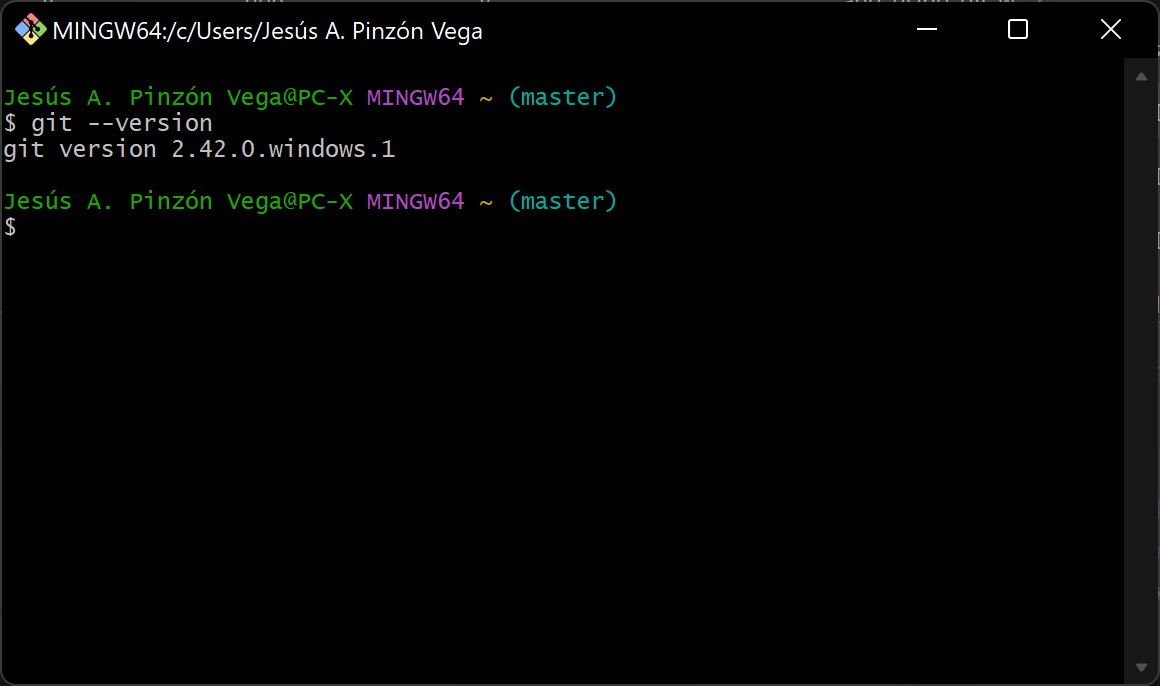 MINGW64:/c/Users/Jesús A. Pinzón Vega
Jesús A. Pinzón Vega@PC-X MINGW64 ~ (master)
$ git --version
git version 2.42.0.windows.1
Jesús A. Pinzón Vega@PC-X MINGW64 ~ (master)
$